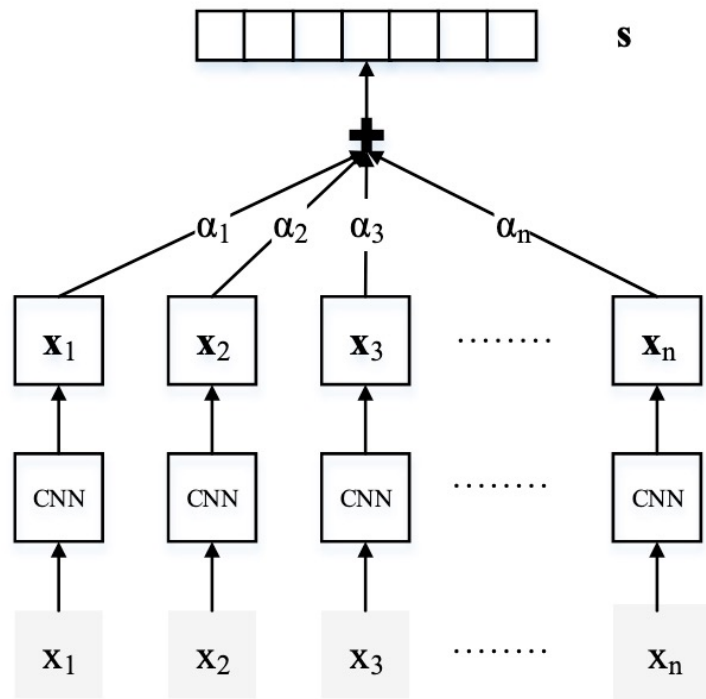 s
α₁ α₂ α₃ αₙ
x₁ x₂ x₃ ········ xₙ
CNN CNN CNN ········ CNN
x₁ x₂ x₃ ········ xₙ